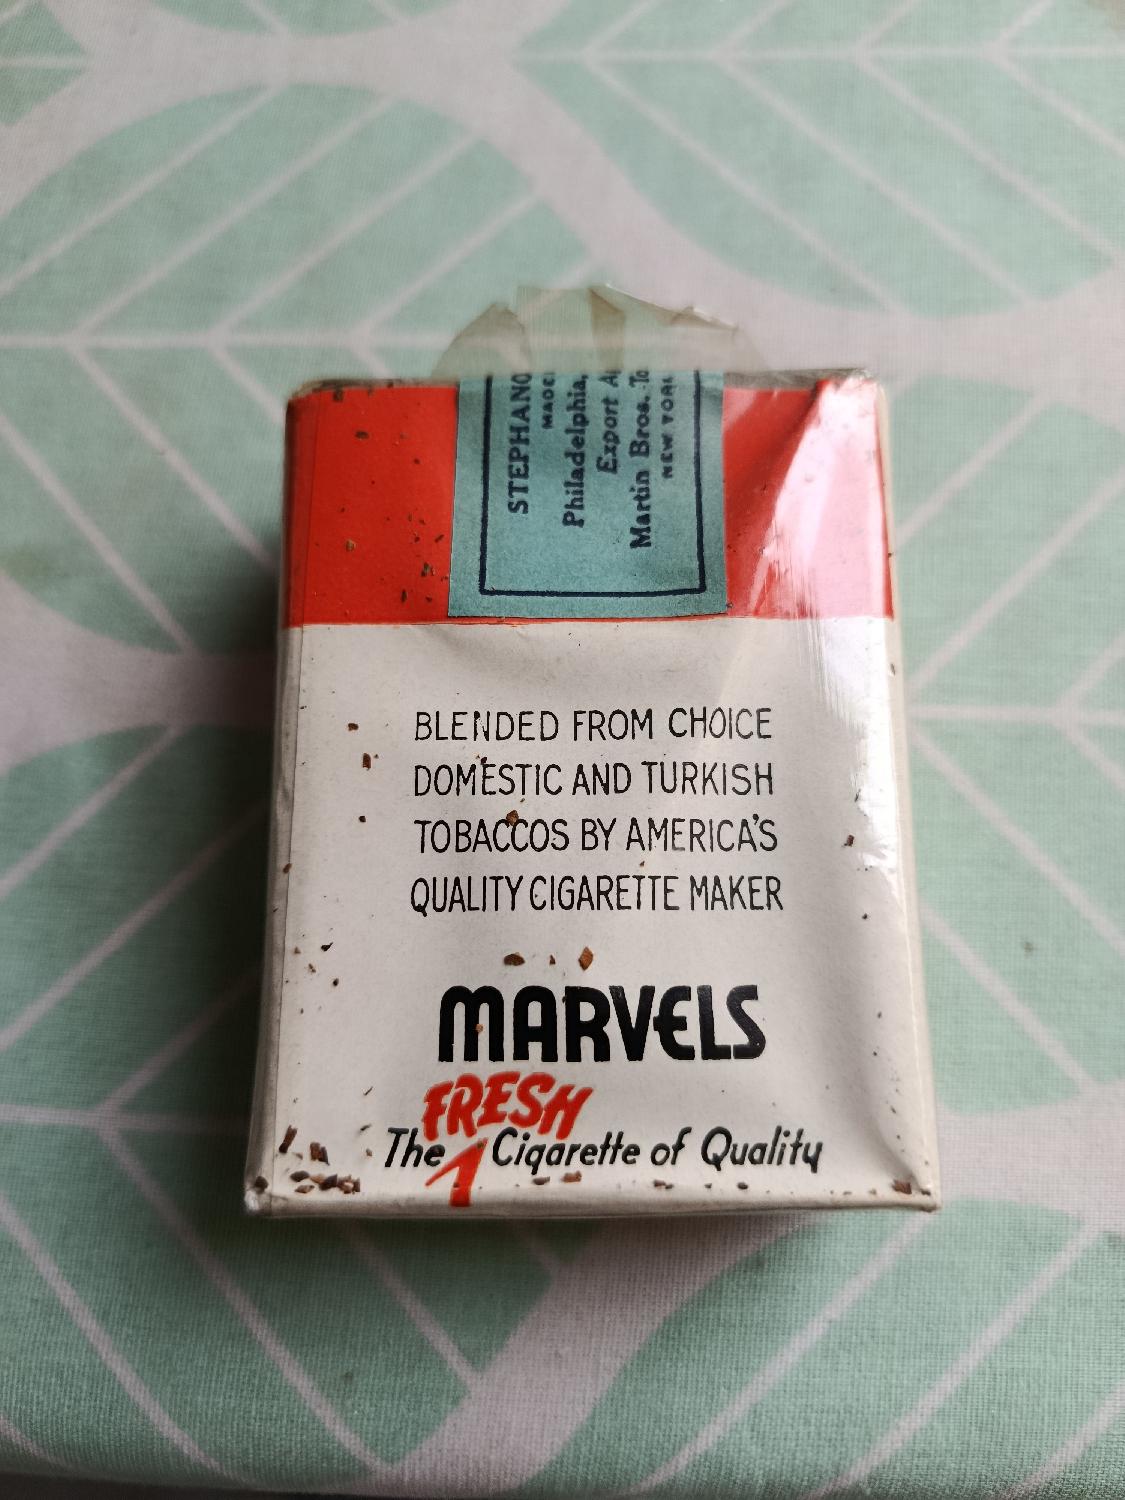 STEPHANO
MADE
Philadelphia,
Export
Martin Bros.
NEW YORK
BLENDED FROM CHOICE
DOMESTIC AND TURKISH
TOBACCOS BY AMERICA'S
QUALITY CIGARETTE MAKER
MARVELS
FRESH
The Cigarette of Quality